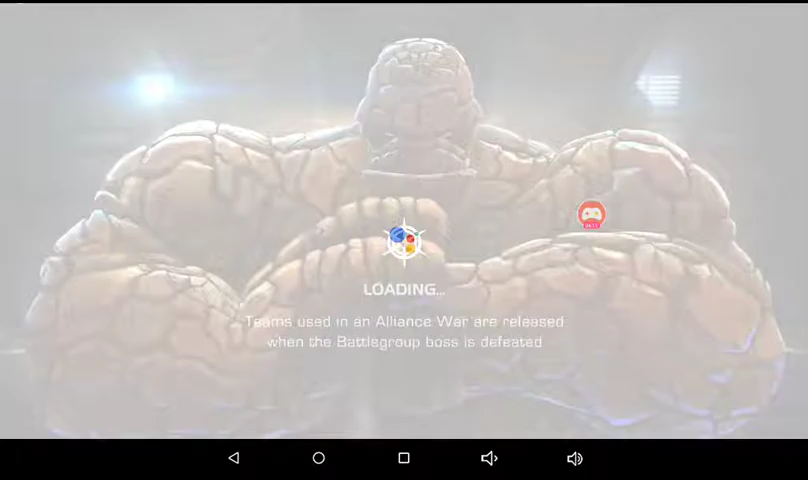 LOADING...
Teams used in an Alliance War are released
when the Battlegroup boss is defeated